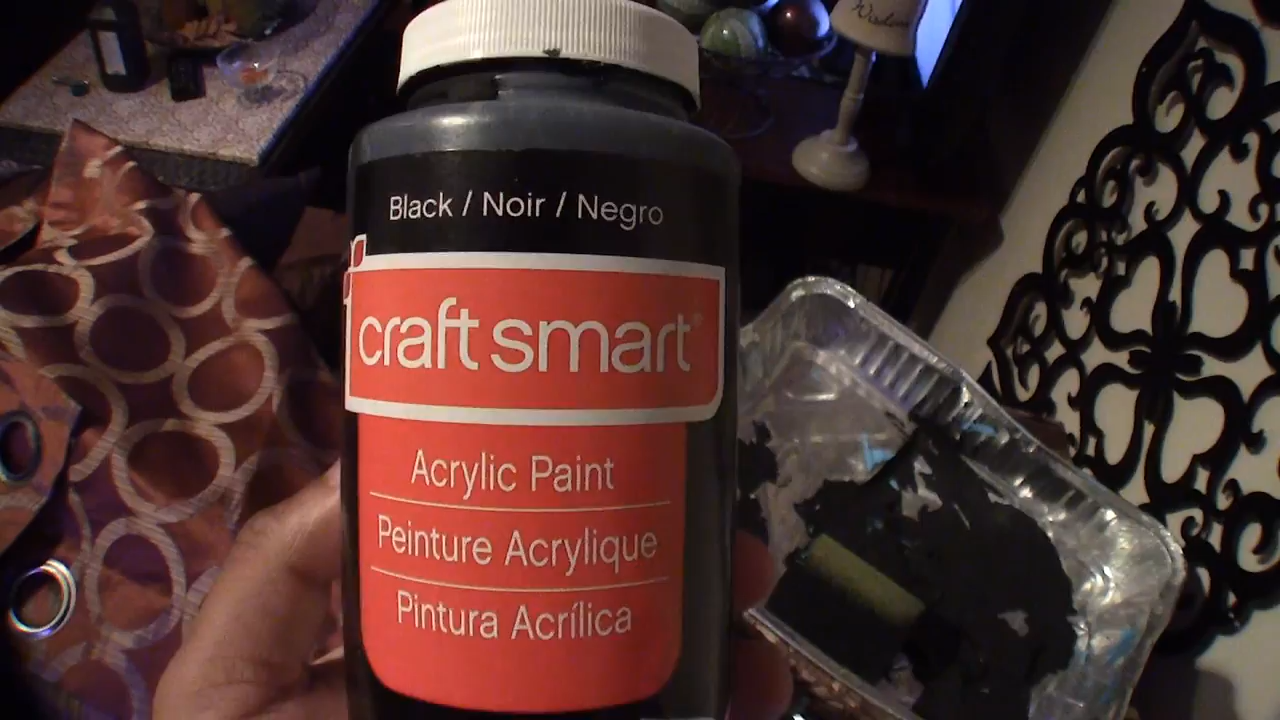 Black / Noir / Negro
craft smart®
Acrylic Paint
Peinture Acrylique
Pintura Acrílica